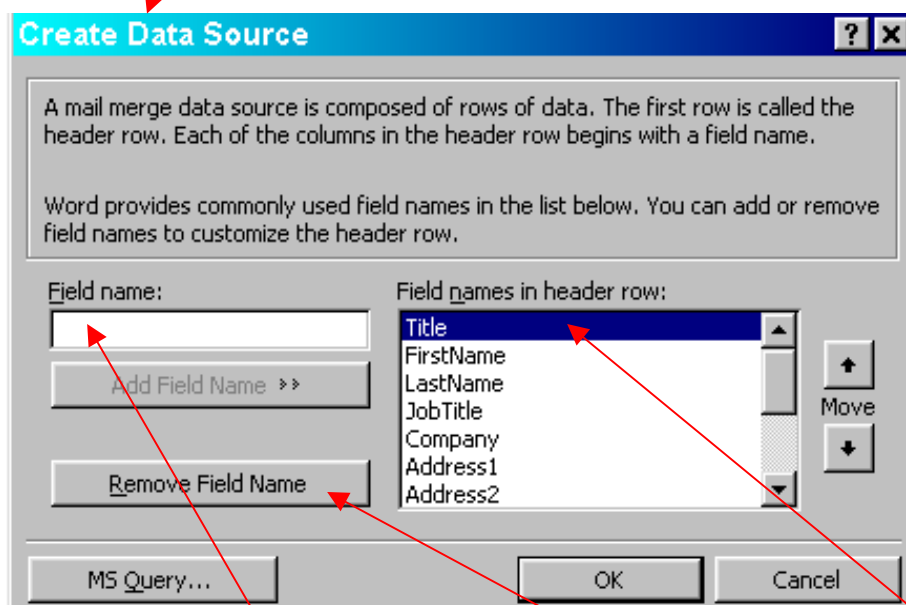 Create Data Source
A mail merge data source is composed of rows of data. The first row is called the
header row. Each of the columns in the header row begins with a field name.
Word provides commonly used field names in the list below. You can add or remove
field names to customize the header row.
Field name:
Field names in header row:
Title
FirstName
LastName
JobTitle
Company
Address1
Address2
Add Field Name >>
Move
Remove Field Name
MS Query...
OK
Cancel